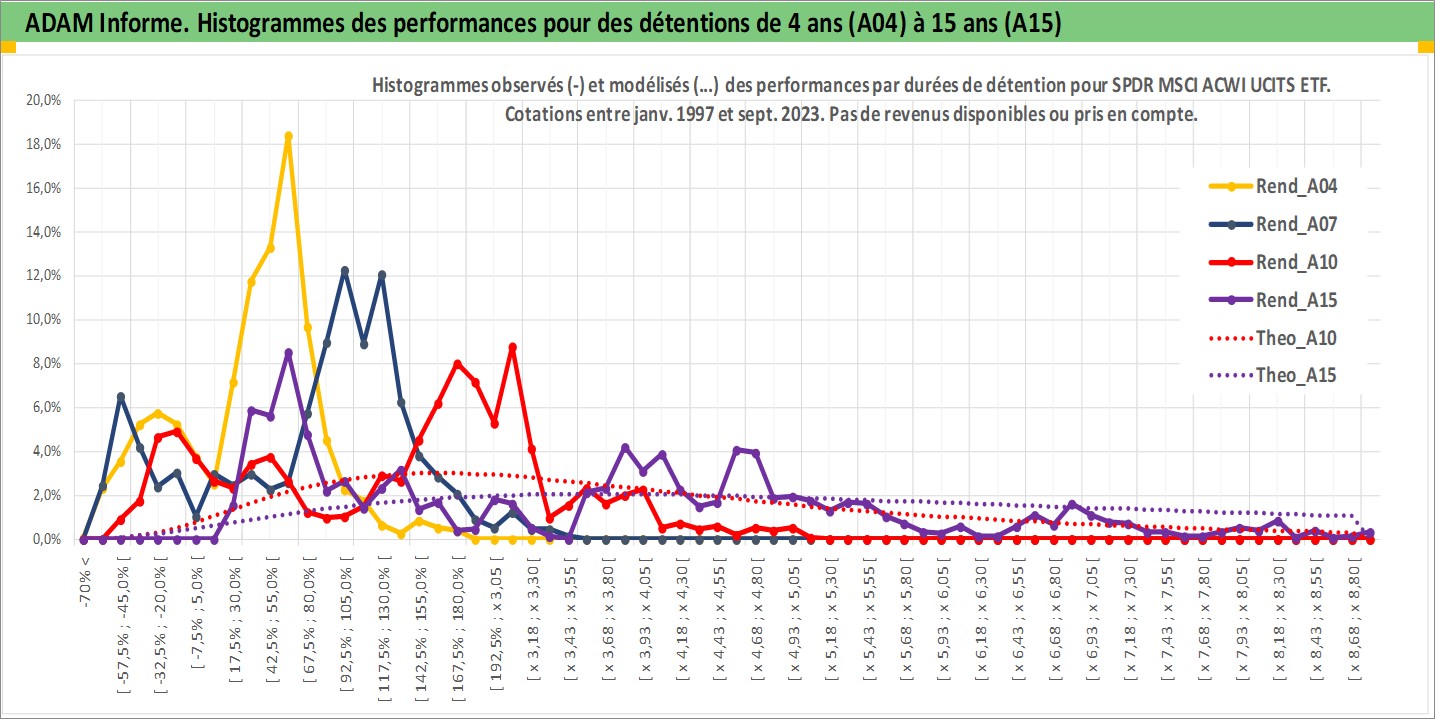 ADAM Informe. Histogrammes des performances pour des détentions de 4 ans (A04) à 15 ans (A15)
Histogrammes observés (-) et modélisés (...) des performances par durées de détention pour SPDR MSCI ACWI UCITS ETF.
Cotations entre janv. 1997 et sept. 2023. Pas de revenus disponibles ou pris en compte.
20,0%
18,0%
16,0%
14,0%
12,0%
10,0%
8,0%
6,0%
4,0%
2,0%
0,0%
Rend_A04
Rend_A07
Rend_A10
Rend_A15
Theo_A10
Theo_A15
-70% <
[ -57,5% ; -45,0% [
[ -32,5% ; -20,0% [
[ -7,5% ; 5,0% [
[ 17,5% ; 30,0% [
[ 42,5% ; 55,0% [
[ 67,5% ; 80,0% [
[ 92,5% ; 105,0% [
[ 117,5% ; 130,0% [
[ 142,5% ; 155,0% [
[ 167,5% ; 180,0% [
[ 192,5% ; x 3,05 [
[ x 3,18 ; x 3,30 [
[ x 3,43 ; x 3,55 [
[ x 3,68 ; x 3,80 [
[ x 3,93 ; x 4,05 [
[ x 4,18 ; x 4,30 [
[ x 4,43 ; x 4,55 [
[ x 4,68 ; x 4,80 [
[ x 4,93 ; x 5,05 [
[ x 5,18 ; x 5,30 [
[ x 5,43 ; x 5,55 [
[ x 5,68 ; x 5,80 [
[ x 5,93 ; x 6,05 [
[ x 6,18 ; x 6,30 [
[ x 6,43 ; x 6,55 [
[ x 6,68 ; x 6,80 [
[ x 6,93 ; x 7,05 [
[ x 7,18 ; x 7,30 [
[ x 7,43 ; x 7,55 [
[ x 7,68 ; x 7,80 [
[ x 7,93 ; x 8,05 [
[ x 8,18 ; x 8,30 [
[ x 8,43 ; x 8,55 [
[ x 8,68 ; x 8,80 [